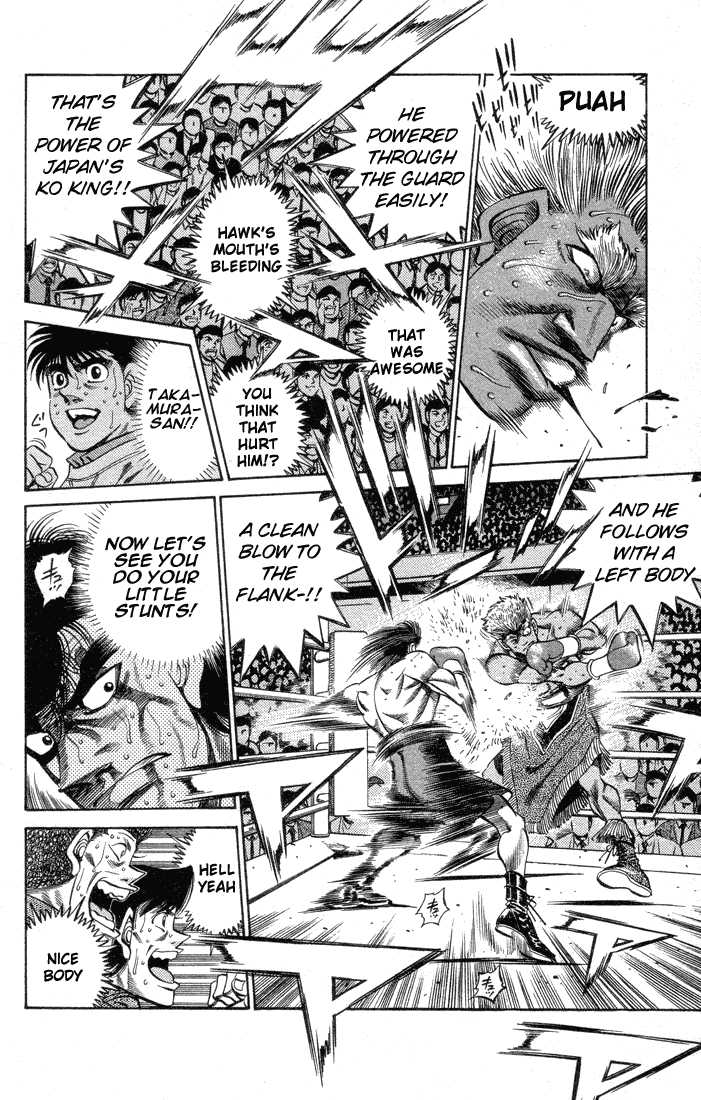 PUAH
HE
POWERED
THROUGH
THE GUARD
EASILY!
THAT'S
THE
POWER OF
JAPAN'S
KO KING!!
HAWK'S
MOUTH'S
BLEEDING
THAT
WAS
AWESOME
YOU
THINK
THAT
HURT
HIM!?
TAKA-
MURA-
SAN!!
AND HE
FOLLOWS
WITH A
LEFT BODY
A CLEAN
BLOW TO
THE
FLANK-!!
NOW LET'S
SEE YOU
DO YOUR
LITTLE
STUNTS!
HELL
YEAH
NICE
BODY